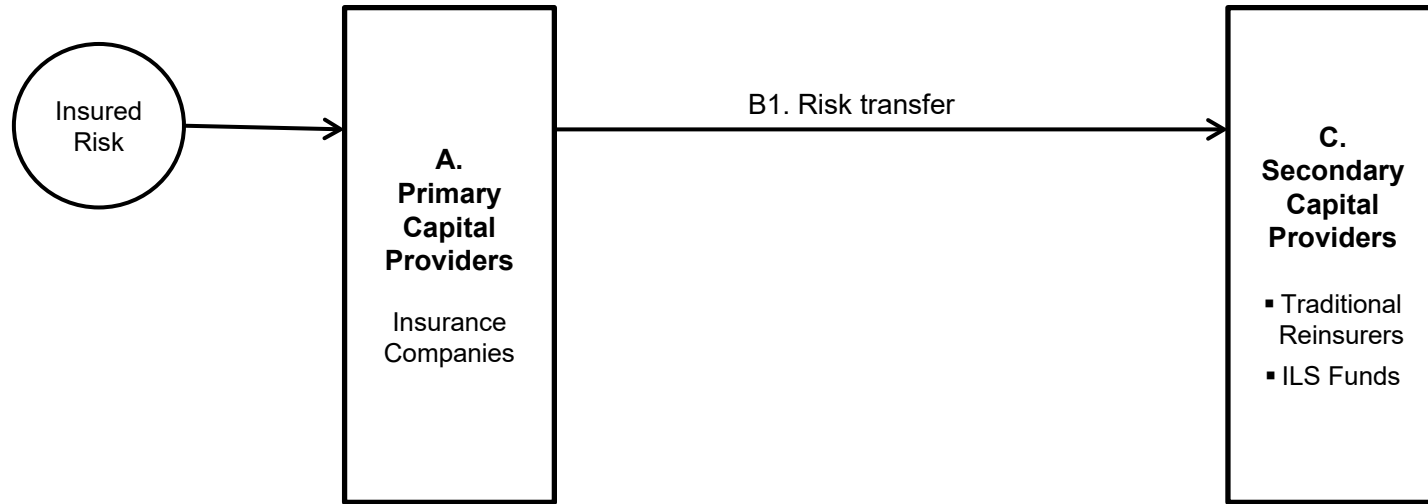 Insured
Risk
A.
Primary
Capital
Providers
Insurance
Companies
B1. Risk transfer
C.
Secondary
Capital
Providers
▪ Traditional
Reinsurers
▪ ILS Funds